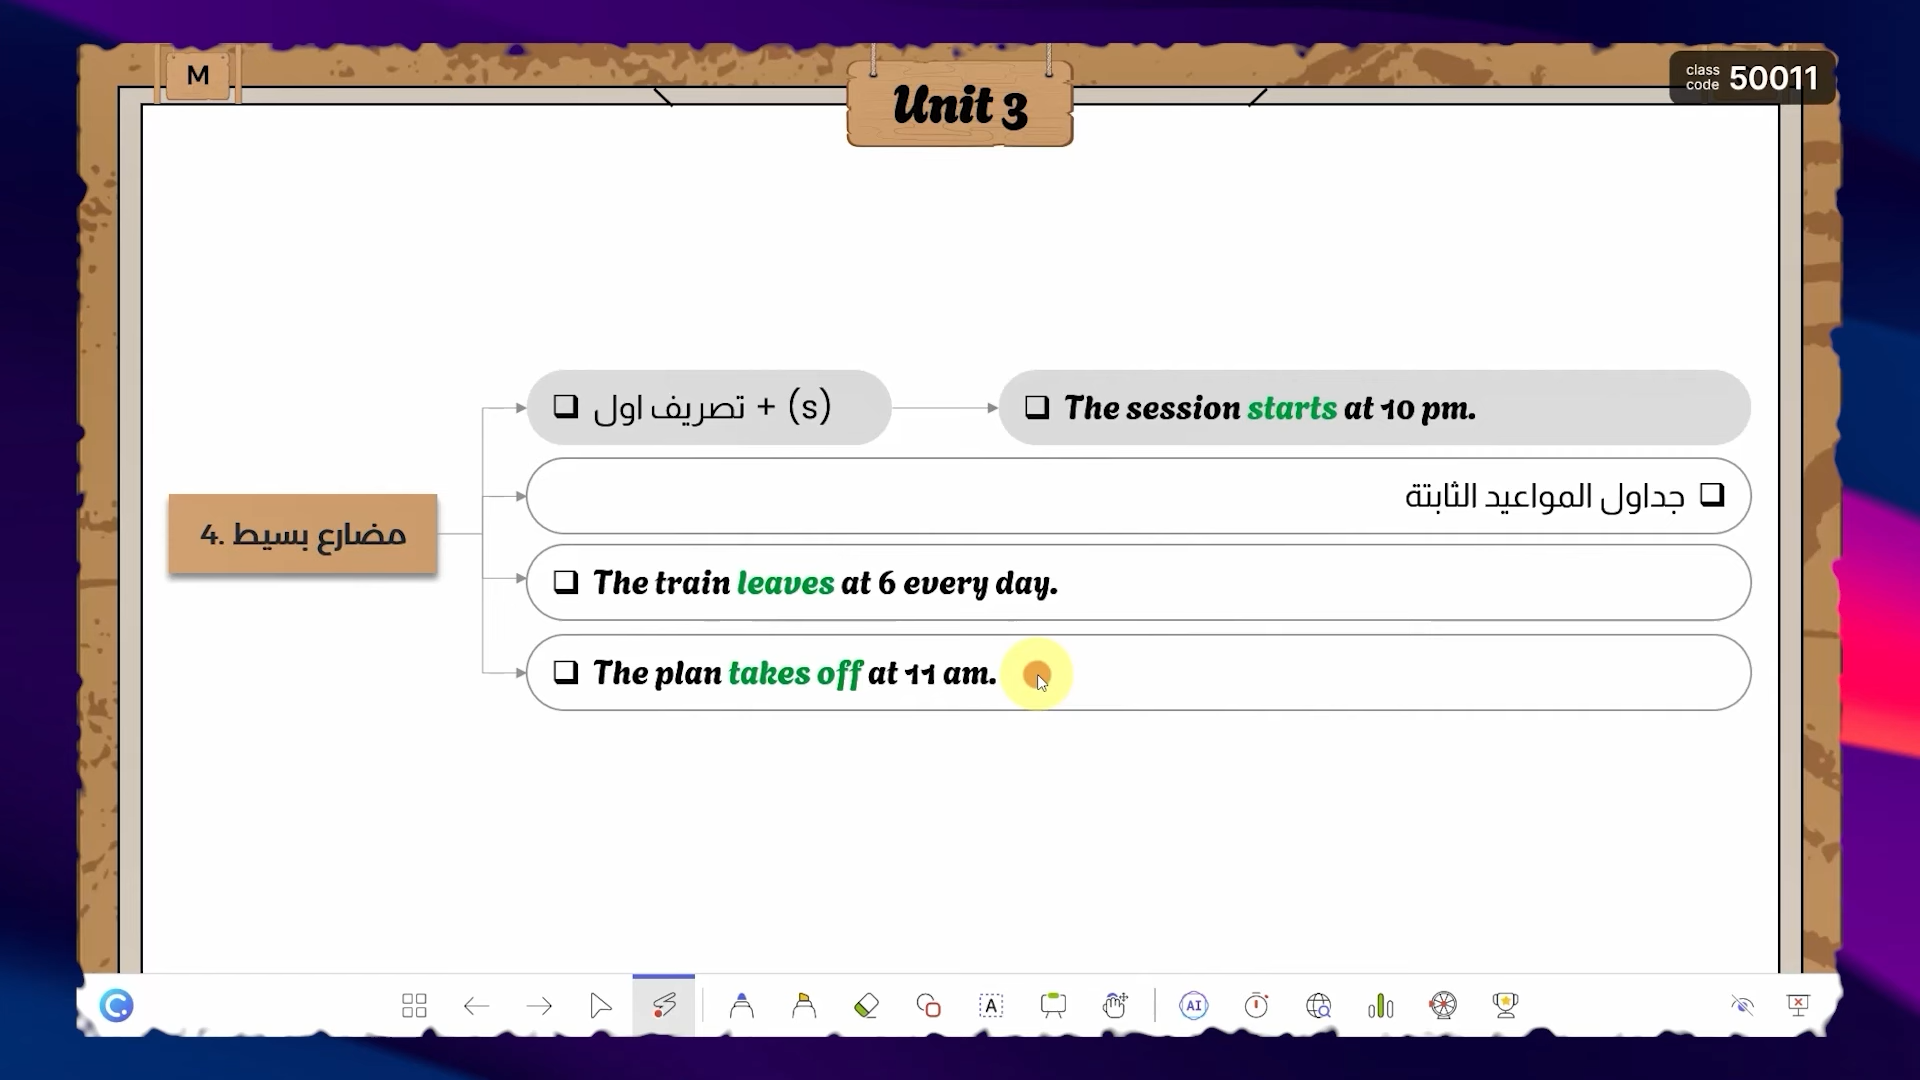 M
Unit 3
class code 50011
❑ تصريف اول + (s)
❑ The session starts at 10 pm.
❑ جداول المواعيد الثابتة
4. مضارع بسيط
❑ The train leaves at 6 every day.
❑ The plan takes off at 11 am.
A
AI